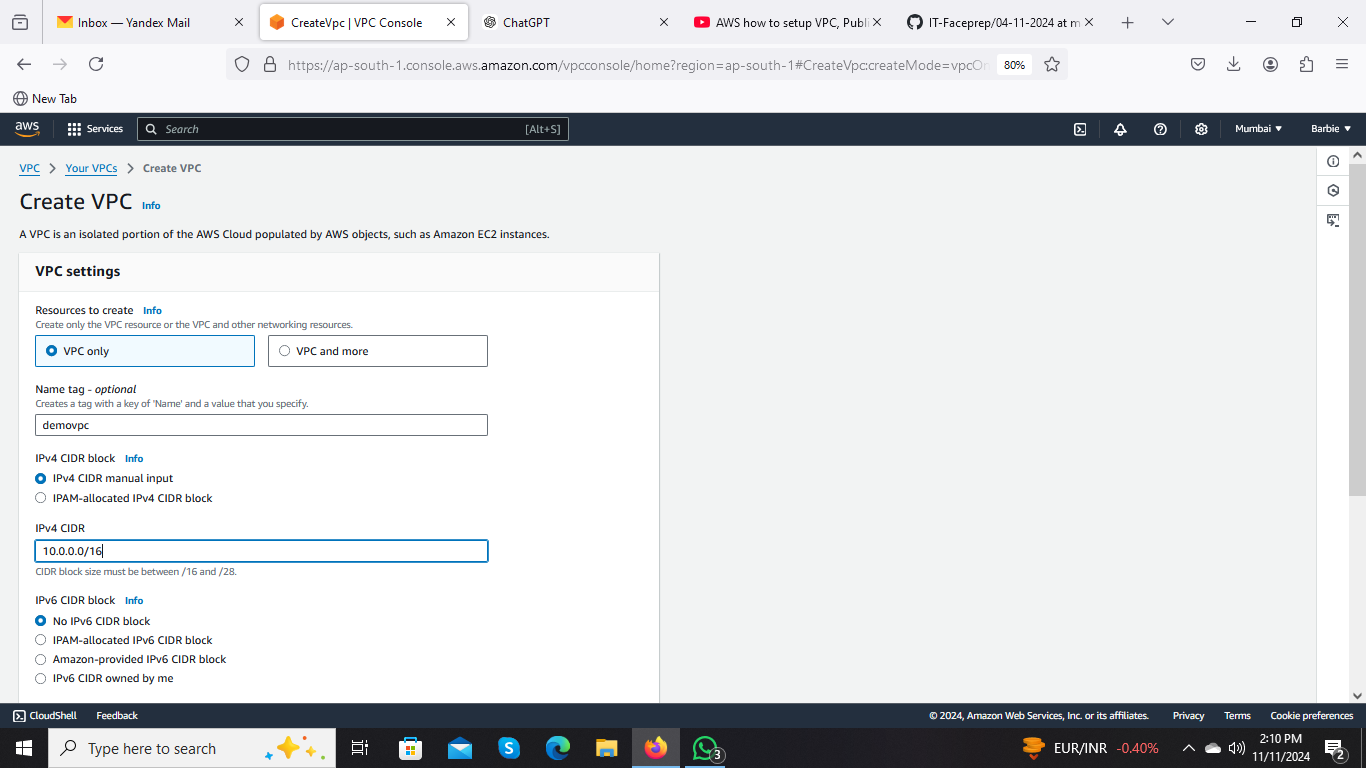 Inbox — Yandex Mail
CreateVpc | VPC Console
ChatGPT
AWS how to setup VPC, Publi
IT-Faceprep/04-11-2024 at m
https://ap-south-1.console.aws.amazon.com/vpcconsole/home?region=ap-south-1#CreateVpc:createMode=vpcOn
80%
New Tab
aws
Services
Search
[Alt+S]
Mumbai
Barbie
VPC
Your VPCs
Create VPC
Create VPC Info
A VPC is an isolated portion of the AWS Cloud populated by AWS objects, such as Amazon EC2 instances.
VPC settings
Resources to create Info
Create only the VPC resource or the VPC and other networking resources.
VPC only
VPC and more
Name tag - optional
Creates a tag with a key of 'Name' and a value that you specify.
demovpc
IPv4 CIDR block Info
IPv4 CIDR manual input
IPAM-allocated IPv4 CIDR block
IPv4 CIDR
10.0.0.0/16
CIDR block size must be between /16 and /28.
IPv6 CIDR block Info
No IPv6 CIDR block
IPAM-allocated IPv6 CIDR block
Amazon-provided IPv6 CIDR block
IPv6 CIDR owned by me
CloudShell
Feedback
© 2024, Amazon Web Services, Inc. or its affiliates.
Privacy
Terms
Cookie preferences
Type here to search
3
EUR/INR -0.40%
2:10 PM
11/11/2024
2